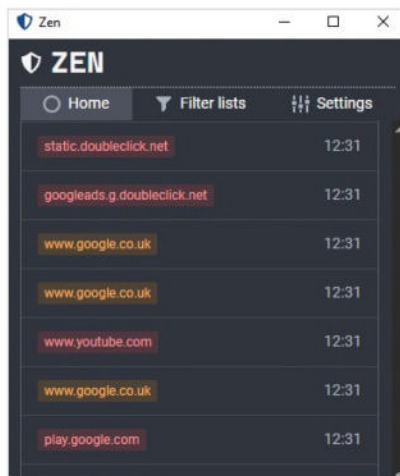 Zen
ZEN
Home Filter lists Settings
static.doubleclick.net 12:31
googleads.g.doubleclick.net 12:31
www.google.co.uk 12:31
www.google.co.uk 12:31
www.youtube.com 12:31
www.google.co.uk 12:31
play.google.com 12:31